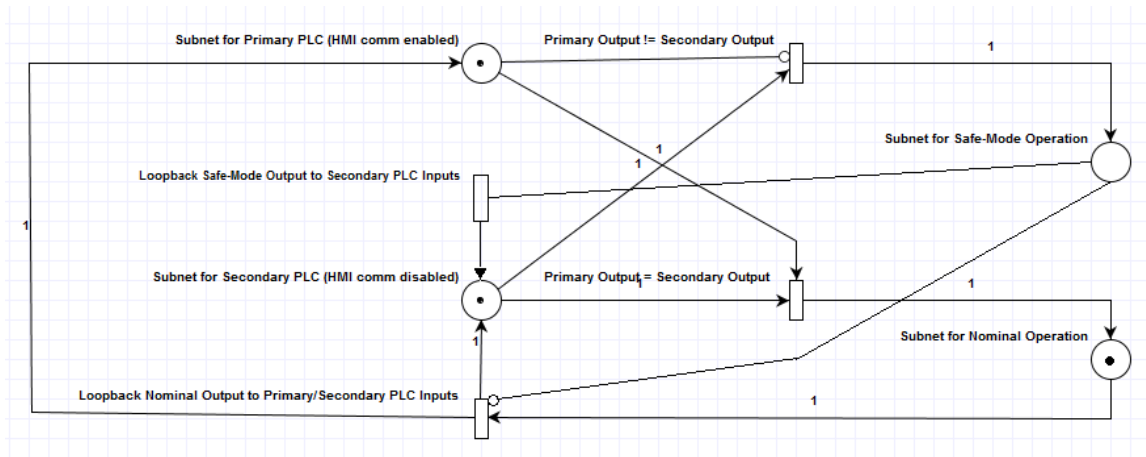 Subnet for Primary PLC (HMI comm enabled)
Primary Output != Secondary Output
1
Subnet for Safe-Mode Operation
1
1
Loopback Safe-Mode Output to Secondary PLC Inputs
1
Subnet for Secondary PLC (HMI comm disabled)
Primary Output = Secondary Output
1
1
Subnet for Nominal Operation
1
Loopback Nominal Output to Primary/Secondary PLC Inputs
1